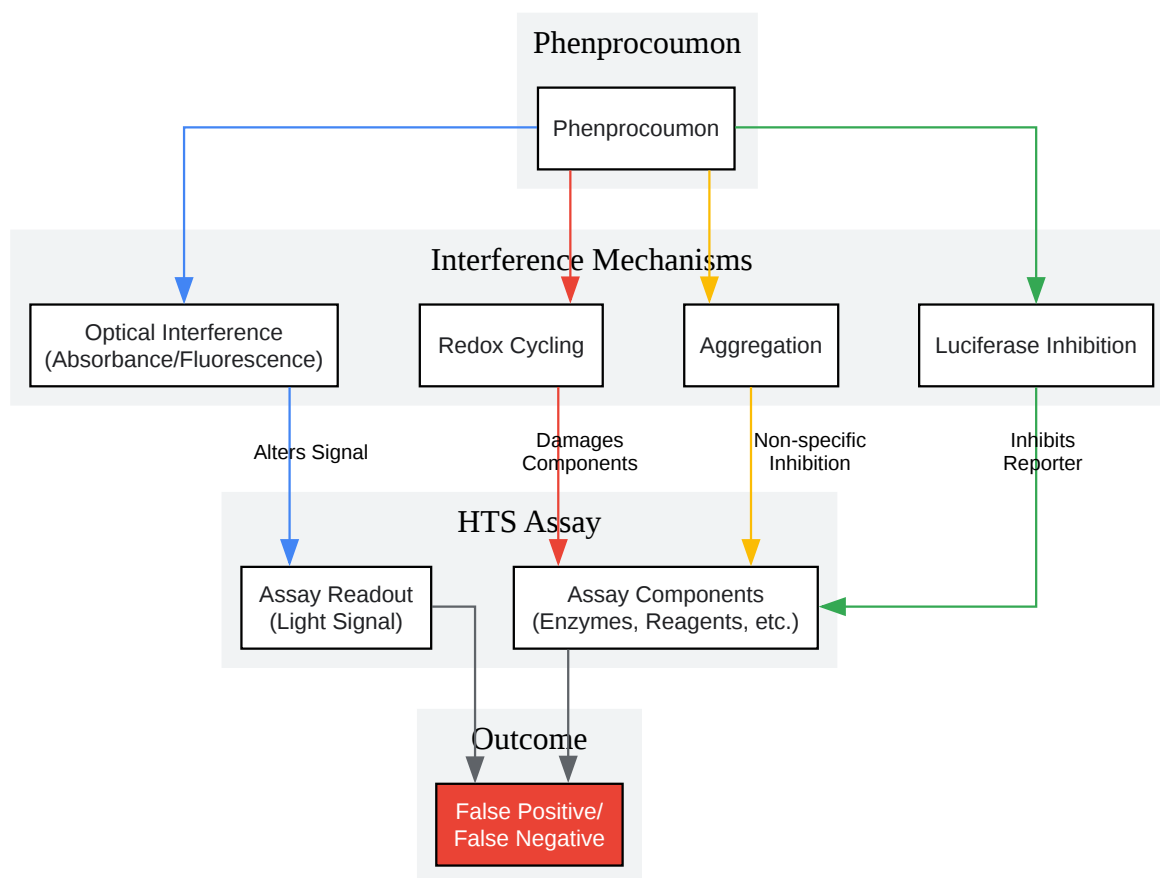 Phenprocoumon
Phenprocoumon
Interference Mechanisms
Optical Interference
(Absorbance/Fluorescence)
Redox Cycling
Aggregation
Luciferase Inhibition
Alters Signal
Damages
Components
Non-specific
Inhibition
Inhibits
Reporter
HTS Assay
Assay Readout
(Light Signal)
Assay Components
(Enzymes, Reagents, etc.)
Outcome
False Positive/
False Negative